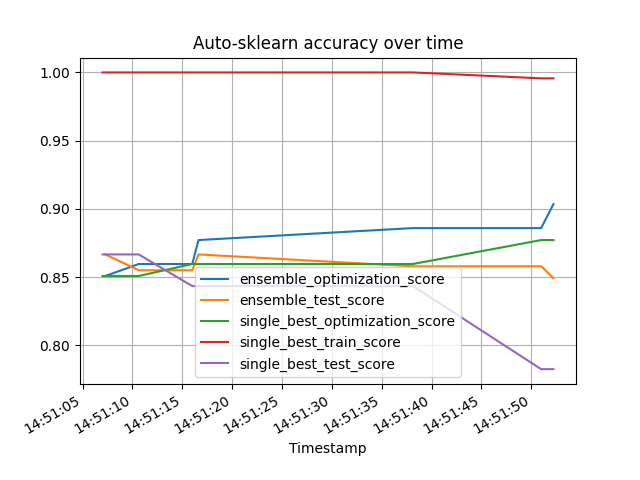 Auto-sklearn accuracy over time
1.00
0.95
0.90
0.85
0.80
ensemble_optimization_score
ensemble_test_score
single_best_optimization_score
single_best_train_score
single_best_test_score
14:51:05
14:51:10
14:51:15
14:51:20
14:51:25
14:51:30
14:51:35
14:51:40
14:51:45
14:51:50
Timestamp